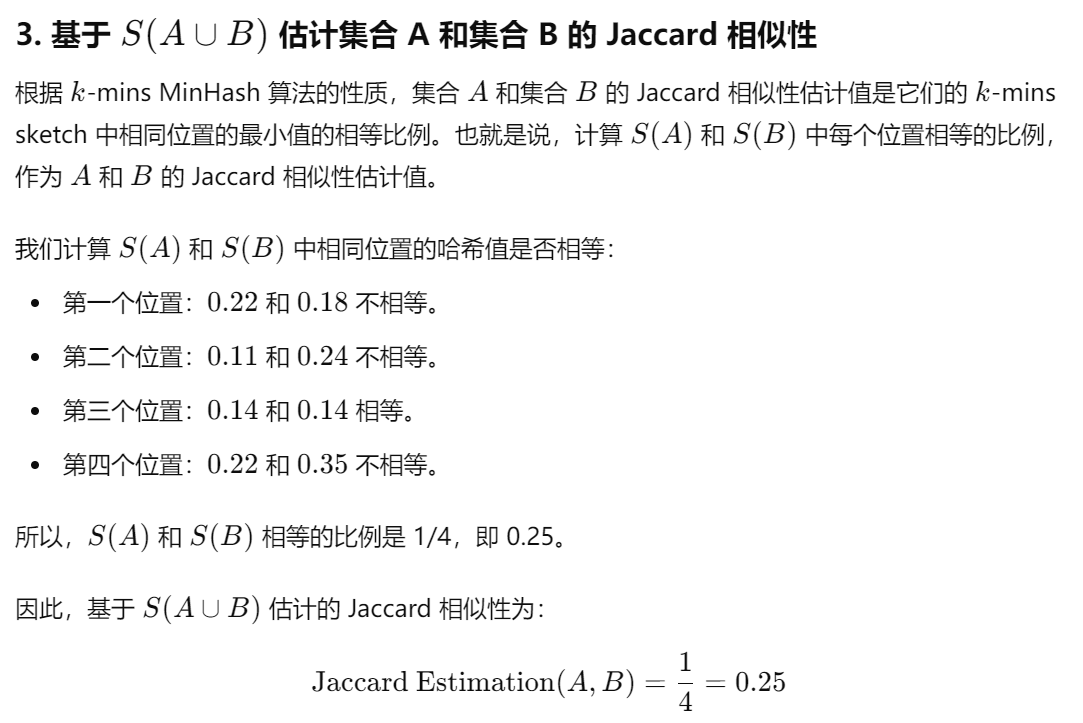 3. 基于 S(A ∪ B) 估计集合 A 和集合 B 的 Jaccard 相似性
根据 k-mins MinHash 算法的性质，集合 A 和集合 B 的 Jaccard 相似性估计值是它们的 k-mins
sketch 中相同位置的最小值的相等比例。也就是说，计算 S(A) 和 S(B) 中每个位置相等的比例，
作为 A 和 B 的 Jaccard 相似性估计值。
我们计算 S(A) 和 S(B) 中相同位置的哈希值是否相等：
• 第一个位置：0.22 和 0.18 不相等。
• 第二个位置：0.11 和 0.24 不相等。
• 第三个位置：0.14 和 0.14 相等。
• 第四个位置：0.22 和 0.35 不相等。
所以，S(A) 和 S(B) 相等的比例是 1/4，即 0.25。
因此，基于 S(A ∪ B) 估计的 Jaccard 相似性为：
Jaccard Estimation(A, B) = 1/4 = 0.25